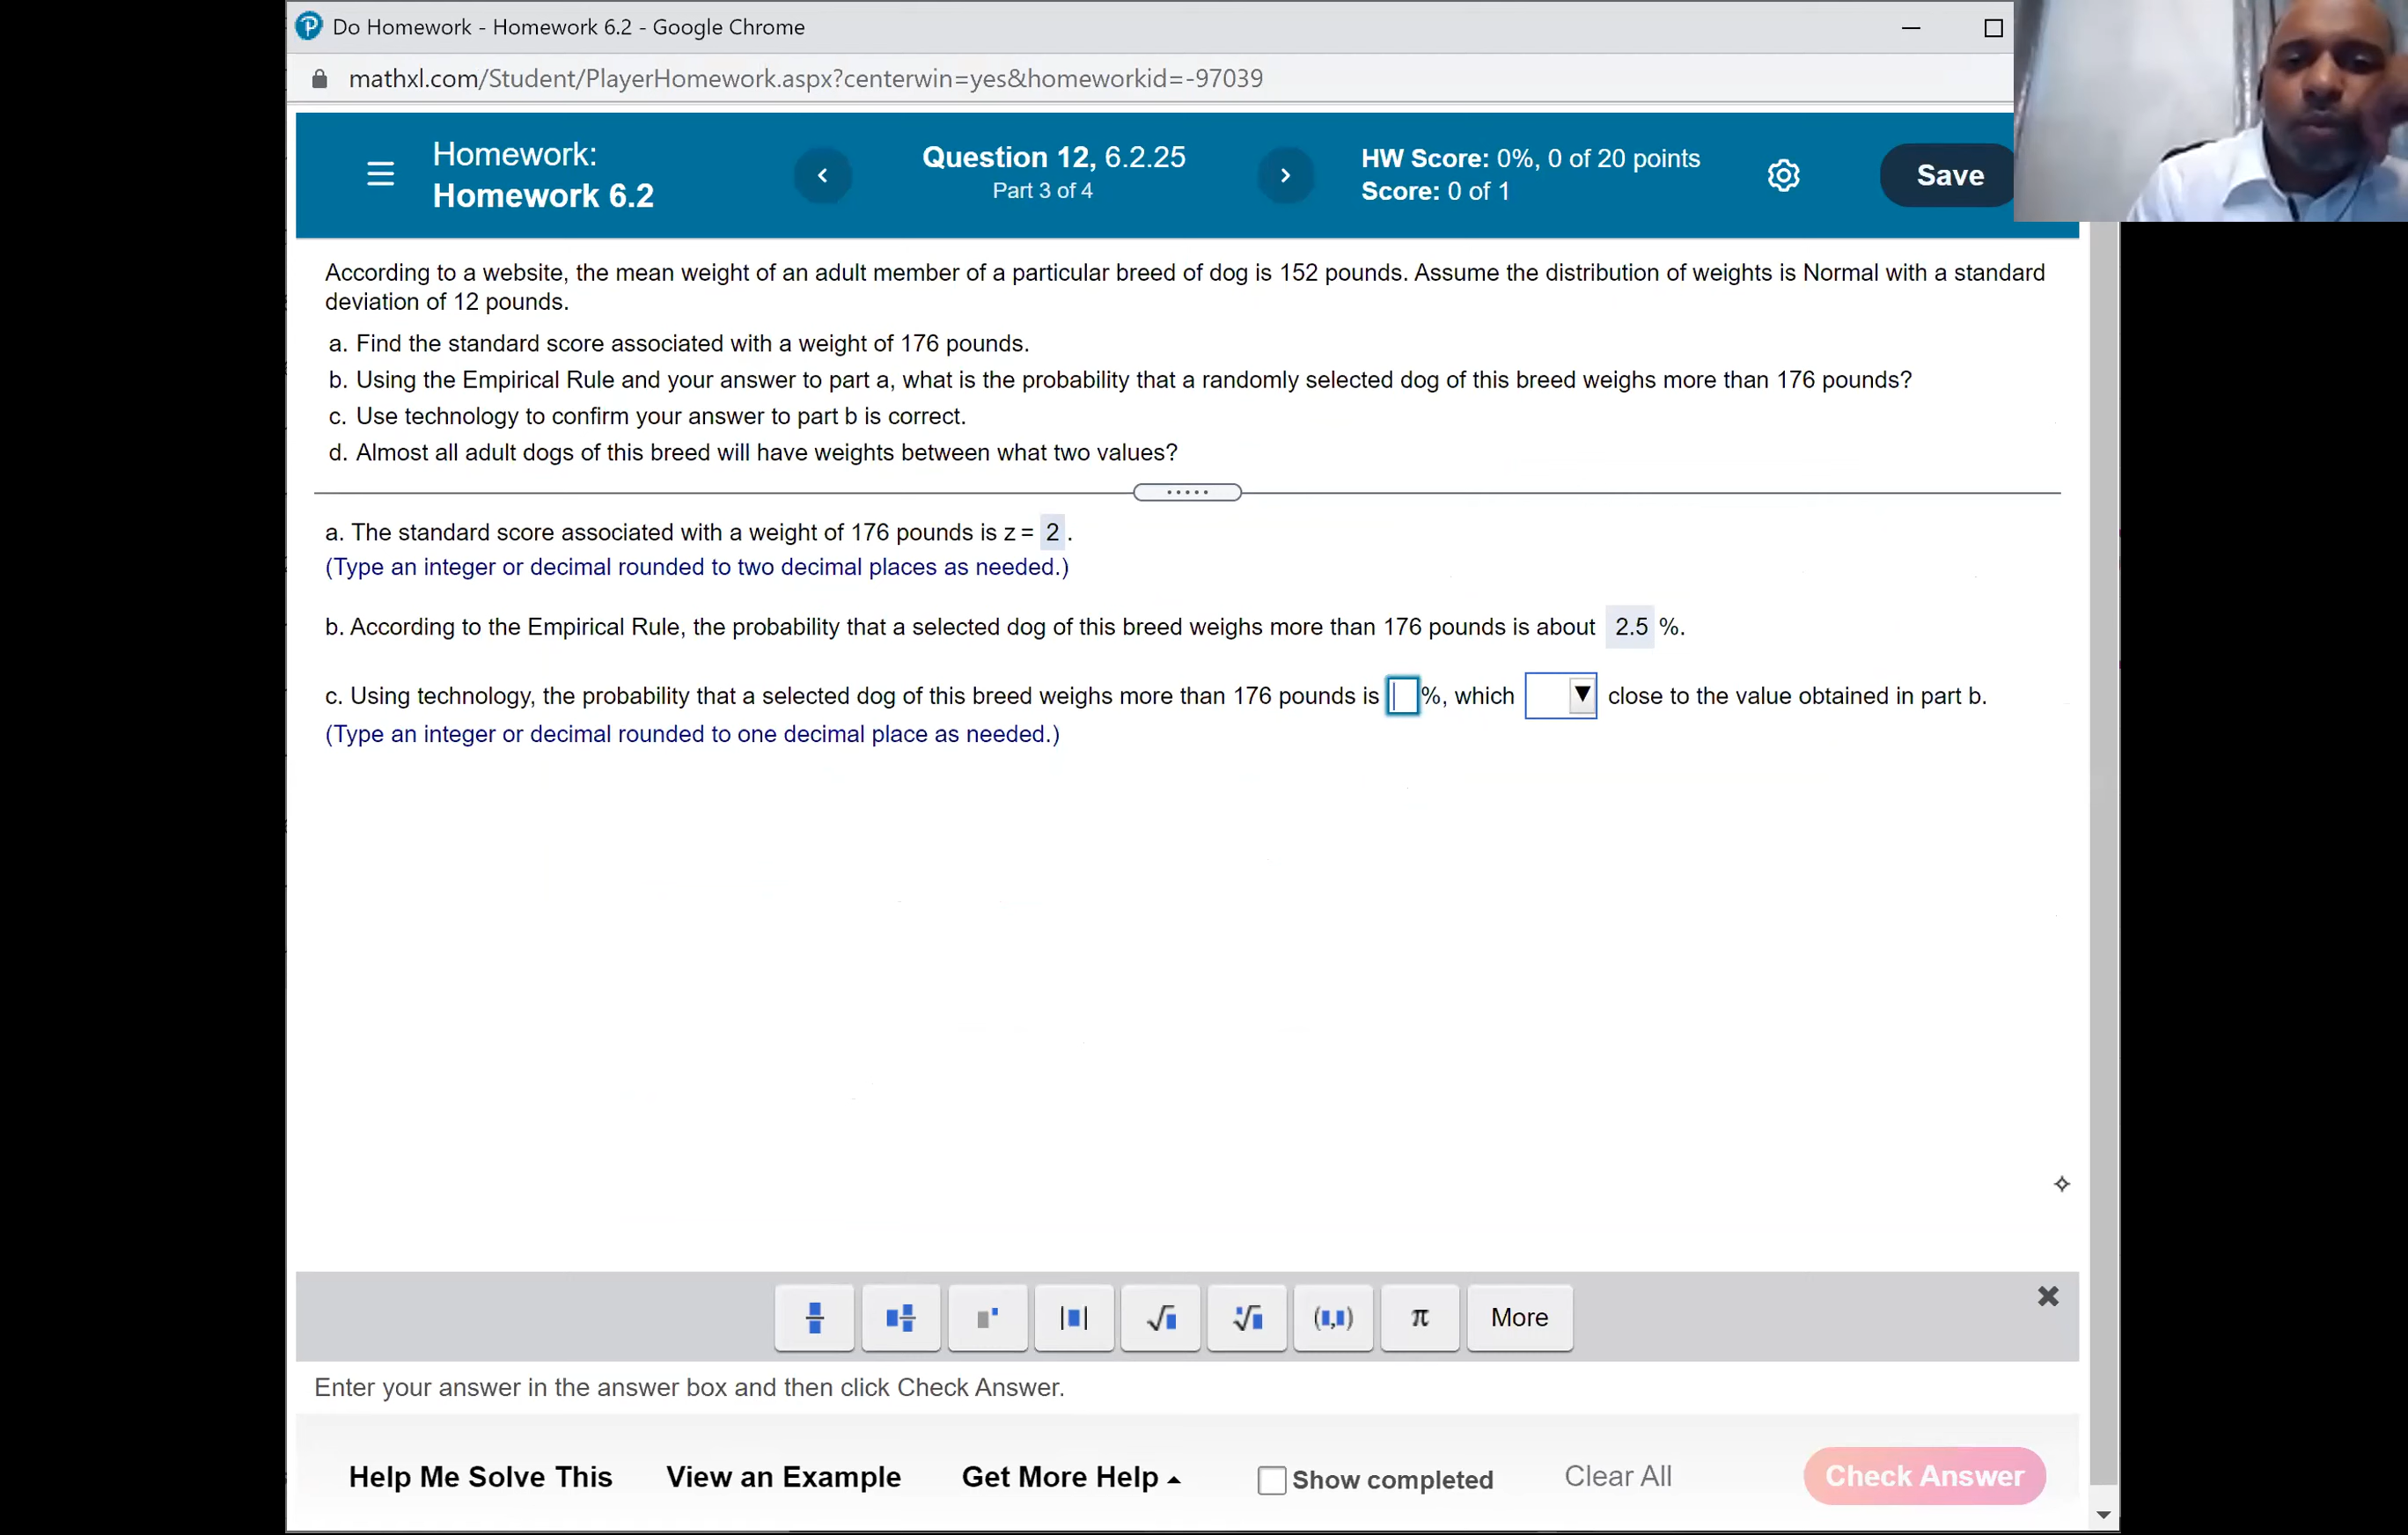 Do Homework - Homework 6.2 - Google Chrome
mathxl.com/Student/PlayerHomework.aspx?centerwin=yes&homeworkid=-97039
Homework:
Homework 6.2
Question 12, 6.2.25
Part 3 of 4
HW Score: 0%, 0 of 20 points
Score: 0 of 1
Save
According to a website, the mean weight of an adult member of a particular breed of dog is 152 pounds. Assume the distribution of weights is Normal with a standard
deviation of 12 pounds.
a. Find the standard score associated with a weight of 176 pounds.
b. Using the Empirical Rule and your answer to part a, what is the probability that a randomly selected dog of this breed weighs more than 176 pounds?
c. Use technology to confirm your answer to part b is correct.
d. Almost all adult dogs of this breed will have weights between what two values?
a. The standard score associated with a weight of 176 pounds is z = 2 .
(Type an integer or decimal rounded to two decimal places as needed.)
b. According to the Empirical Rule, the probability that a selected dog of this breed weighs more than 176 pounds is about 2.5 %.
c. Using technology, the probability that a selected dog of this breed weighs more than 176 pounds is %, which ▼ close to the value obtained in part b.
(Type an integer or decimal rounded to one decimal place as needed.)
|▮| √▮ ∛▮ (▮,▮) π More
Enter your answer in the answer box and then click Check Answer.
Help Me Solve This View an Example Get More Help ▲ Show completed Clear All Check Answer